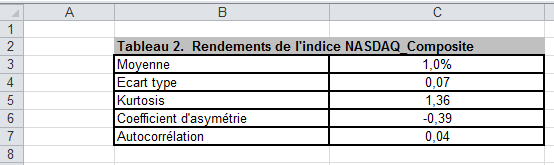 A B C
1
2 Tableau 2. Rendements de l'indice NASDAQ_Composite
3 Moyenne 1,0%
4 Ecart type 0,07
5 Kurtosis 1,36
6 Coefficient d'asymétrie -0,39
7 Autocorrélation 0,04
8